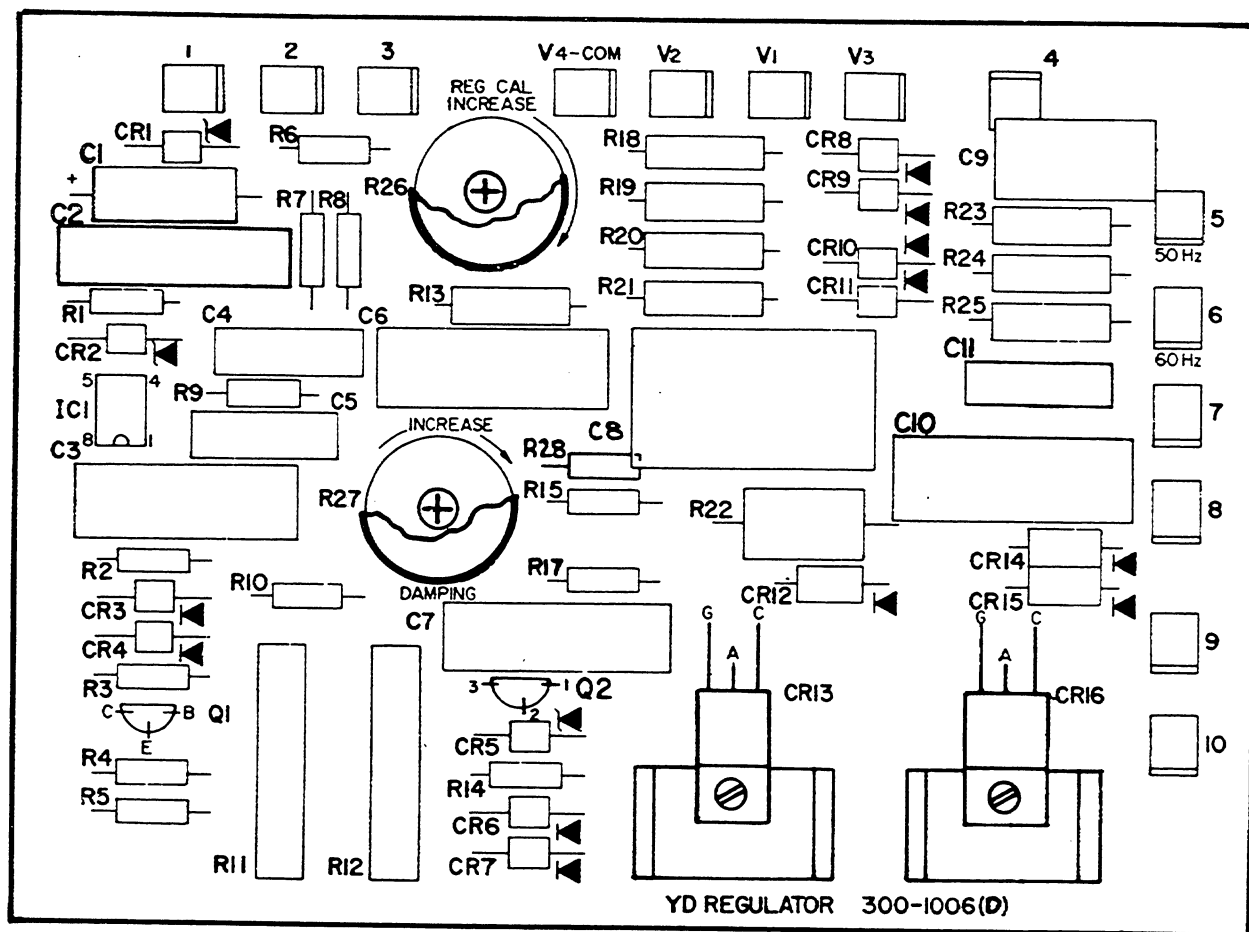 1 2 3 V4-COM V2 V1 V3 4
REG CAL
INCREASE
CR1 R6 R18 CR8 C9
C1
+
R7 R8 R26 R19 CR9
C2 R23 5
50 Hz
R20 CR10 R24
R1 R13 R21 CR11 R25 6
C4 C6
CR2 C11 60 Hz
5 4
IC1
8 1
R9 C5 7
INCREASE
C3 C8 C10
R28
R27 R15 R22 8
R2 R10 R17 CR14
DAMPING
CR3 CR12 CR15
C7 G C G C
CR4 A A 9
R3 3 1 Q2 CR13 CR16
2
C B Q1
E
CR5 10
R4 R14
R5 CR6
R11 R12 CR7
YD REGULATOR 300-1006(D)